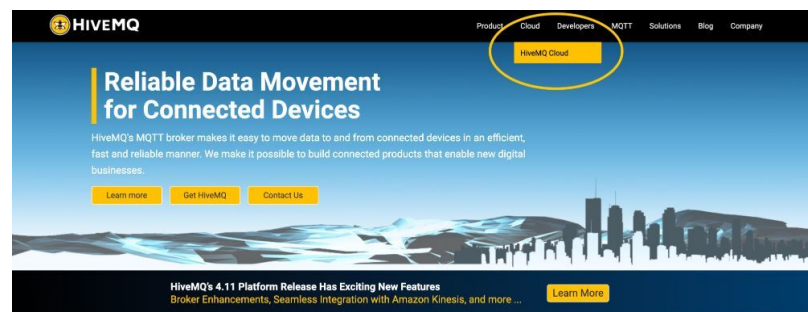 HIVEMQ
Product Cloud Developers MQTT Solutions Blog Company
HiveMQ Cloud
Reliable Data Movement
for Connected Devices
HiveMQ's MQTT broker makes it easy to move data to and from connected devices in an efficient,
fast and reliable manner. We make it possible to build connected products that enable new digital
businesses.
Learn more Get HiveMQ Contact Us
HiveMQ's 4.11 Platform Release Has Exciting New Features
Broker Enhancements, Seamless Integration with Amazon Kinesis, and more ...
Learn More